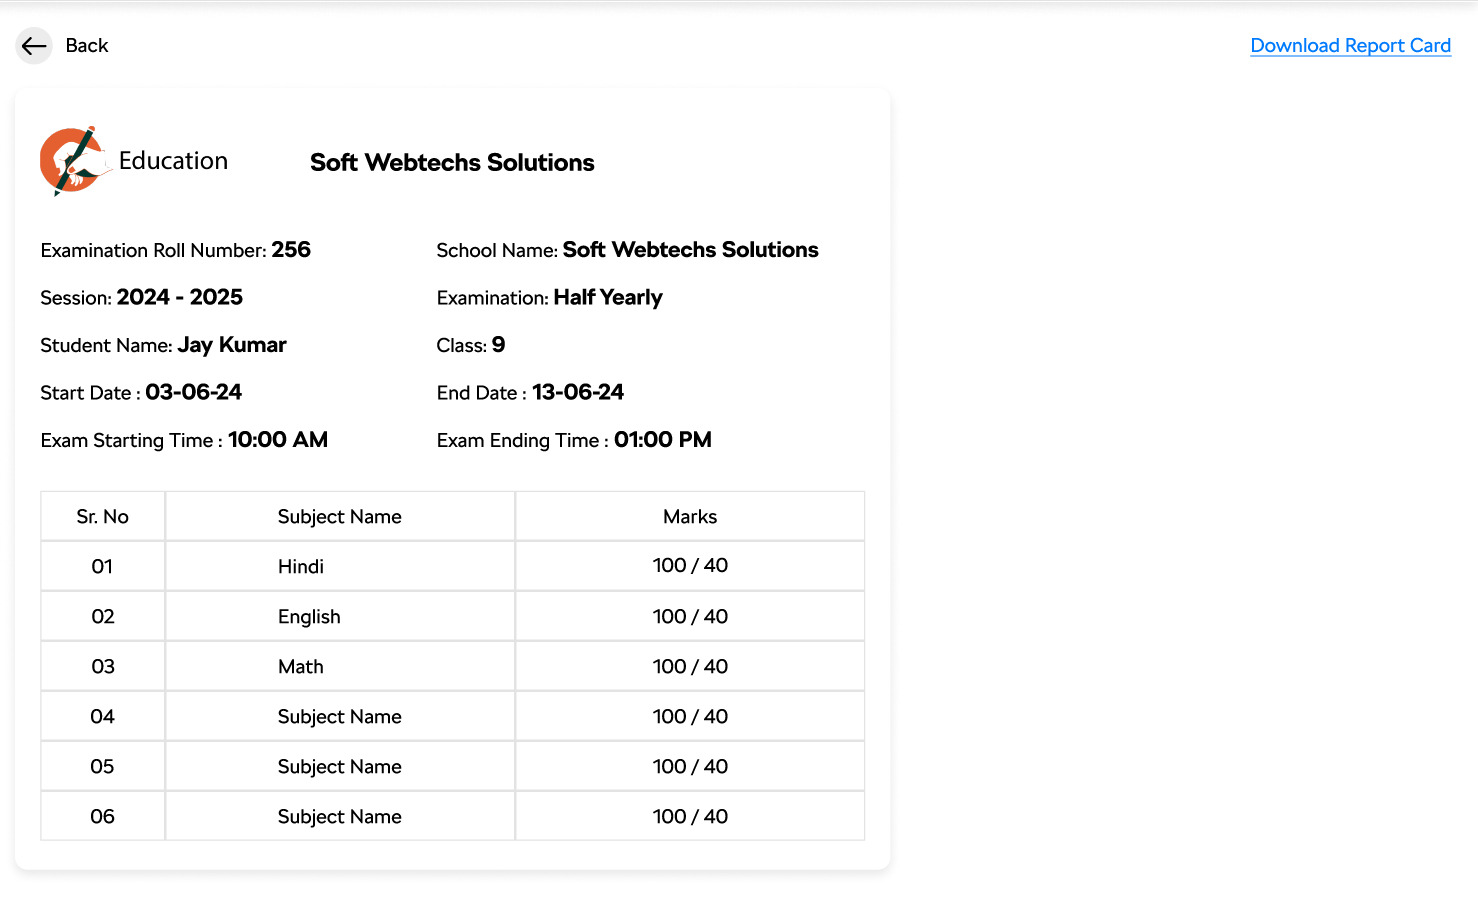 Back
Download Report Card
Education
Soft Webtechs Solutions
Examination Roll Number: 256
School Name: Soft Webtechs Solutions
Session: 2024 - 2025
Examination: Half Yearly
Student Name: Jay Kumar
Class: 9
Start Date : 03-06-24
End Date : 13-06-24
Exam Starting Time : 10:00 AM
Exam Ending Time : 01:00 PM
Sr. No Subject Name Marks
01 Hindi 100 / 40
02 English 100 / 40
03 Math 100 / 40
04 Subject Name 100 / 40
05 Subject Name 100 / 40
06 Subject Name 100 / 40